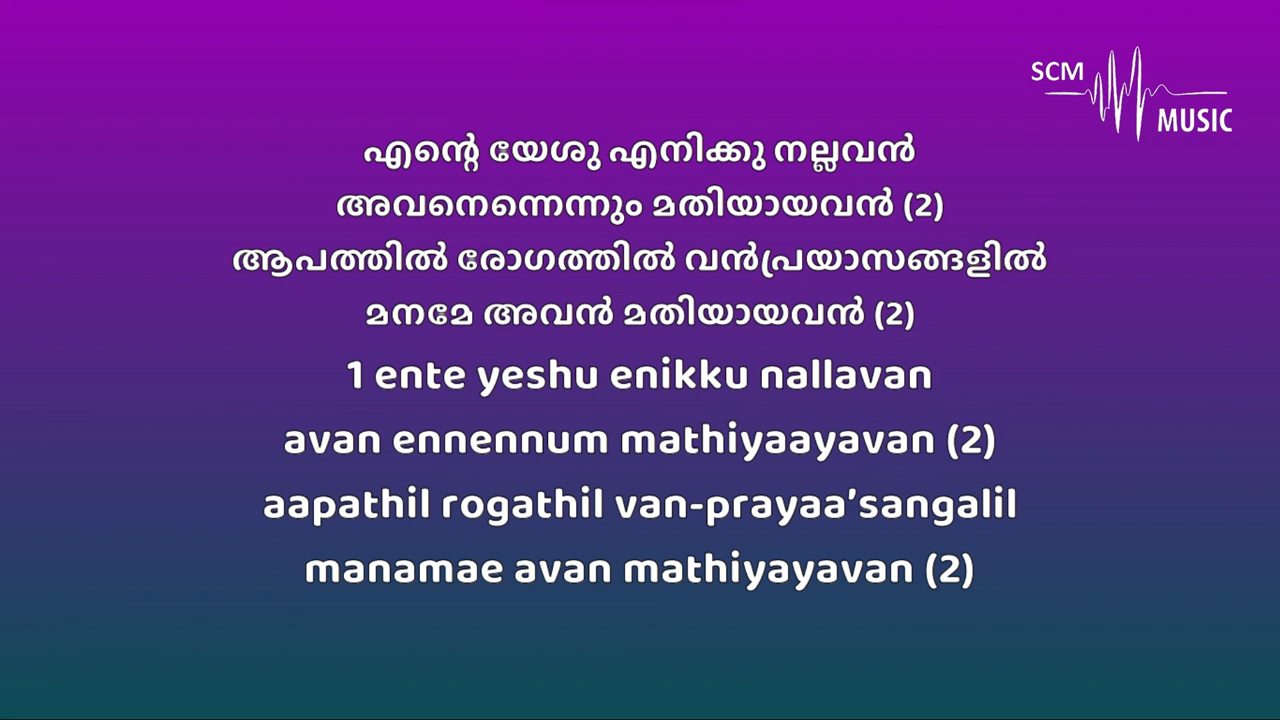 SCM
MUSIC
എന്റെ യേശു എനിക്കു നല്ലവൻ
അവനെന്നെന്നും മതിയായവൻ (2)
ആപത്തിൽ രോഗത്തിൽ വൻപ്രയാസങ്ങളിൽ
മനമേ അവൻ മതിയായവൻ (2)
1 ente yeshu enikku nallavan
avan ennennum mathiyaayavan (2)
aapathil rogathil van-prayaa’sangalil
manamae avan mathiyayavan (2)